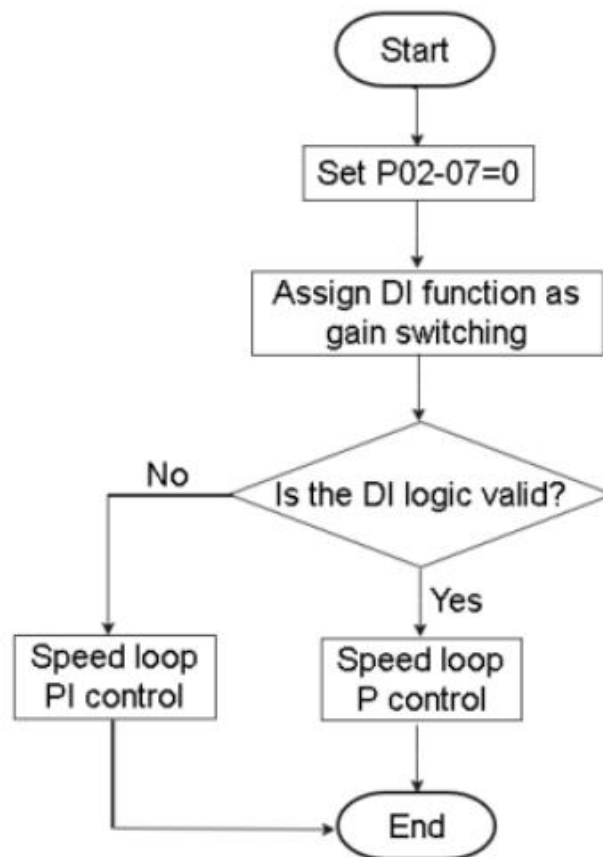 Start
Set P02-07=0
Assign DI function as
gain switching
Is the DI logic valid?
No
Yes
Speed loop
PI control
Speed loop
P control
End